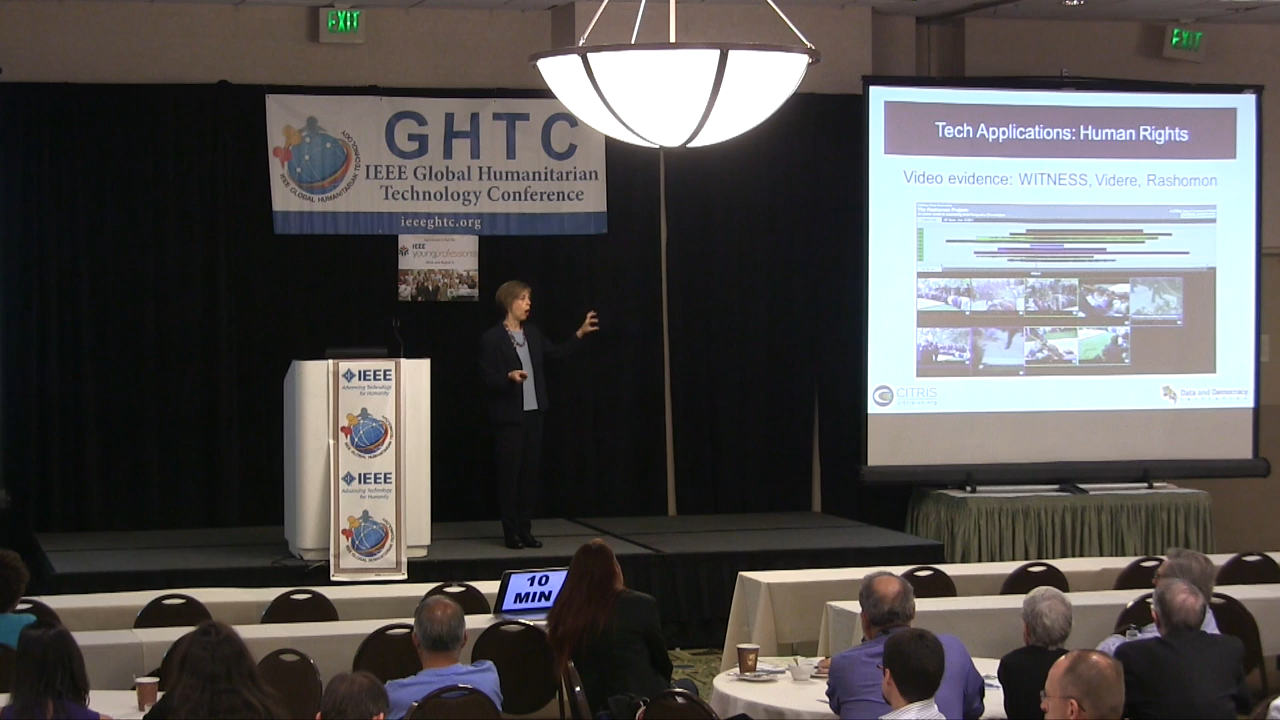 EXIT
EXIT
GHTC
IEEE Global Humanitarian
Technology Conference
ieeeghtc.org
IEEE GLOBAL HUMANITARIAN TECHNOLOGY
IEEE
youngprofessionals
Tech Applications: Human Rights
Video evidence: WITNESS, Videre, Rashomon
CITRIS
Data and Democracy
IEEE
Advancing Technology
for Humanity
IEEE
Advancing Technology
for Humanity
10
MIN